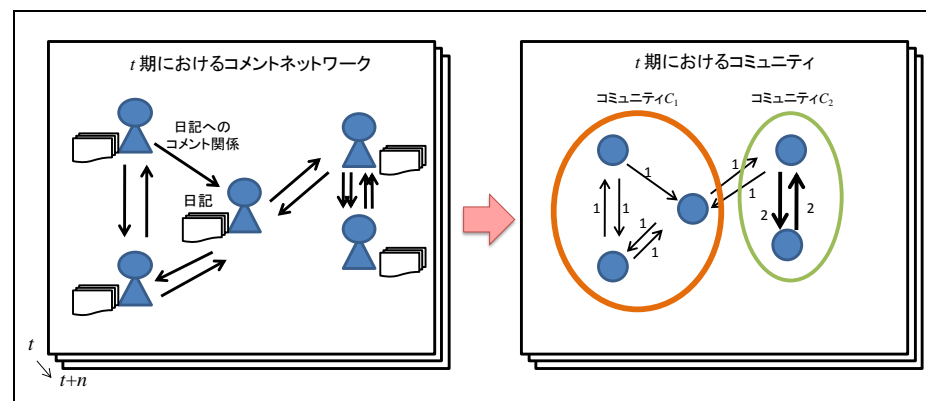 t 期におけるコメントネットワーク
日記への
コメント関係
日記
t
t+n
t 期におけるコミュニティ
コミュニティC1
コミュニティC2
1
1
1
1
1
1
1
2
2